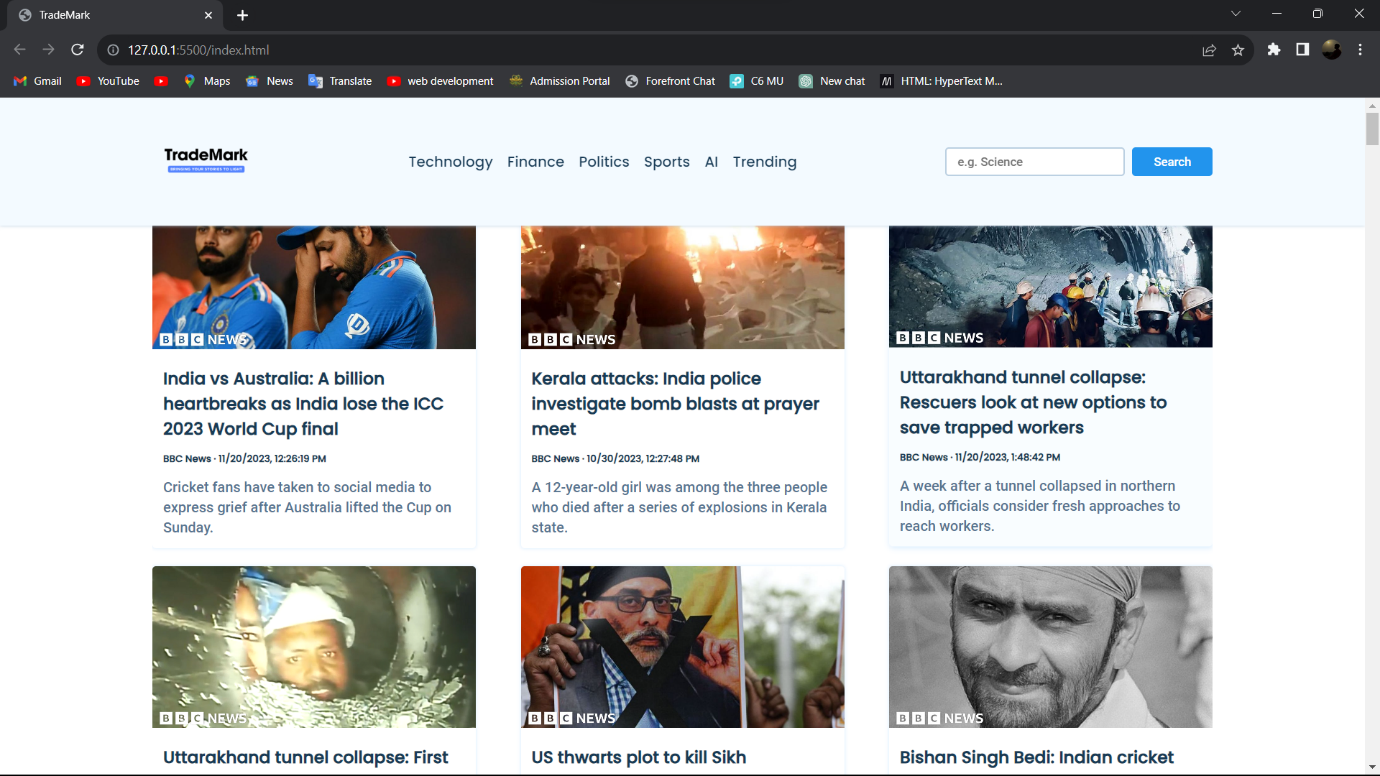 TradeMark
127.0.0.1:5500/index.html
Gmail YouTube Maps News Translate web development Admission Portal Forefront Chat C6 MU New chat HTML: HyperText M...
TradeMark
BRINGING YOUR STORIES TO LIGHT
Technology Finance Politics Sports AI Trending
e.g. Science
Search
BBC NEWS
India vs Australia: A billion
heartbreaks as India lose the ICC
2023 World Cup final
BBC News · 11/20/2023, 12:26:19 PM
Cricket fans have taken to social media to
express grief after Australia lifted the Cup on
Sunday.
BBC NEWS
Kerala attacks: India police
investigate bomb blasts at prayer
meet
BBC News · 10/30/2023, 12:27:48 PM
A 12-year-old girl was among the three people
who died after a series of explosions in Kerala
state.
BBC NEWS
Uttarakhand tunnel collapse:
Rescuers look at new options to
save trapped workers
BBC News · 11/20/2023, 1:48:42 PM
A week after a tunnel collapsed in northern
India, officials consider fresh approaches to
reach workers.
BBC NEWS
Uttarakhand tunnel collapse: First
BBC NEWS
US thwarts plot to kill Sikh
BBC NEWS
Bishan Singh Bedi: Indian cricket